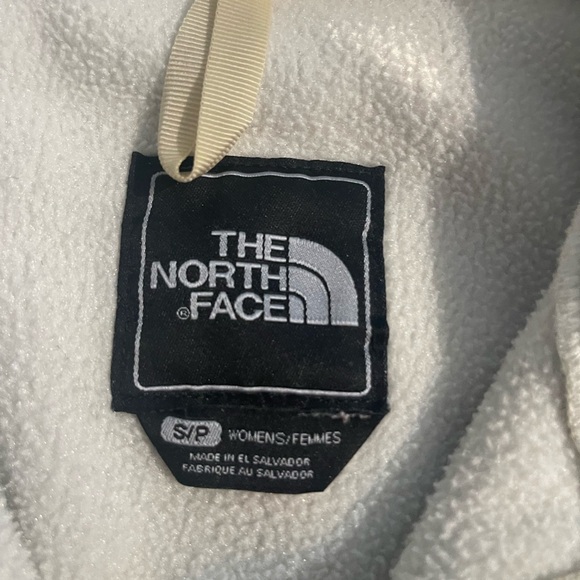 THE
NORTH
®FACE
S/P WOMENS/FEMMES
MADE IN EL SALVADOR
FABRIQUE AU SALVADOR